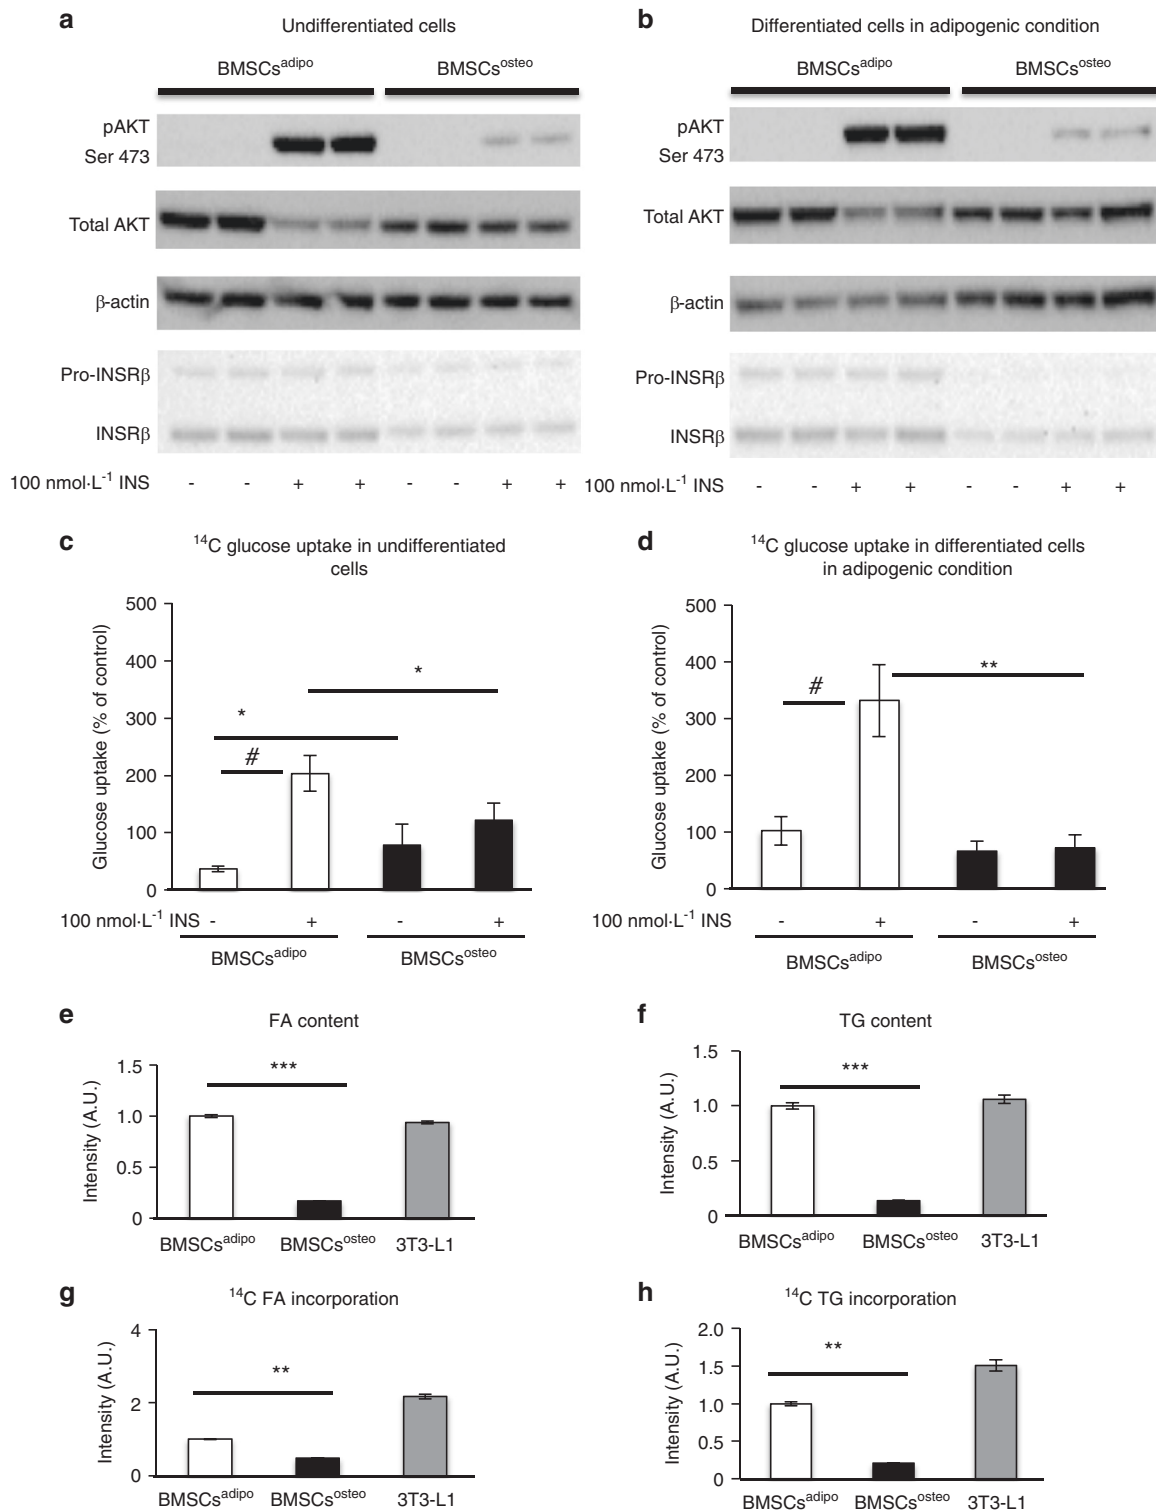 a
Undifferentiated cells
BMSCs^adipo BMSCs^osteo
pAKT
Ser 473
Total AKT
β-actin
Pro-INSRβ
INSRβ
100 nmol·L⁻¹ INS - - + + - - + +
b
Differentiated cells in adipogenic condition
BMSCs^adipo BMSCs^osteo
pAKT
Ser 473
Total AKT
β-actin
Pro-INSRβ
INSRβ
100 nmol·L⁻¹ INS - - + + - - + +
c
¹⁴C glucose uptake in undifferentiated
cells
Glucose uptake (% of control)
500
400
300
200
100
0
*
*
#
100 nmol·L⁻¹ INS - + - +
BMSCs^adipo BMSCs^osteo
d
¹⁴C glucose uptake in differentiated cells
in adipogenic condition
Glucose uptake (% of control)
500
400
300
200
100
0
#
**
100 nmol·L⁻¹ INS - + - +
BMSCs^adipo BMSCs^osteo
e
FA content
Intensity (A.U.)
1.5
1.0
0.5
0
***
BMSCs^adipo BMSCs^osteo 3T3-L1
f
TG content
Intensity (A.U.)
1.5
1.0
0.5
0
***
BMSCs^adipo BMSCs^osteo 3T3-L1
g
¹⁴C FA incorporation
Intensity (A.U.)
4
2
0
**
BMSCs^adipo BMSCs^osteo 3T3-L1
h
¹⁴C TG incorporation
Intensity (A.U.)
2.0
1.5
1.0
0.5
0
**
BMSCs^adipo BMSCs^osteo 3T3-L1